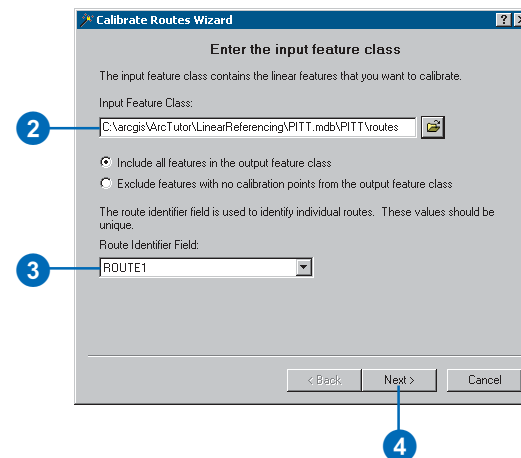 Calibrate Routes Wizard
Enter the input feature class
The input feature class contains the linear features that you want to calibrate.
Input Feature Class:
2
C:\arcgis\ArcTutor\LinearReferencing\PITT.mdb\PITT\routes
Include all features in the output feature class
Exclude features with no calibration points from the output feature class
The route identifier field is used to identify individual routes. These values should be
unique.
Route Identifier Field:
3
ROUTE1
< Back
Next >
Cancel
4